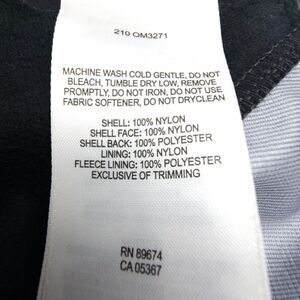 210 OM3271
MACHINE WASH COLD GENTLE, DO NOT
BLEACH, TUMBLE DRY LOW, REMOVE
PROMPTLY, DO NOT IRON, DO NOT USE
FABRIC SOFTENER, DO NOT DRYCLEAN
SHELL: 100% NYLON
SHELL FACE: 100% NYLON
SHELL BACK: 100% POLYESTER
LINING: 100% NYLON
FLEECE LINING: 100% POLYESTER
EXCLUSIVE OF TRIMMING
RN 89674
CA 05367